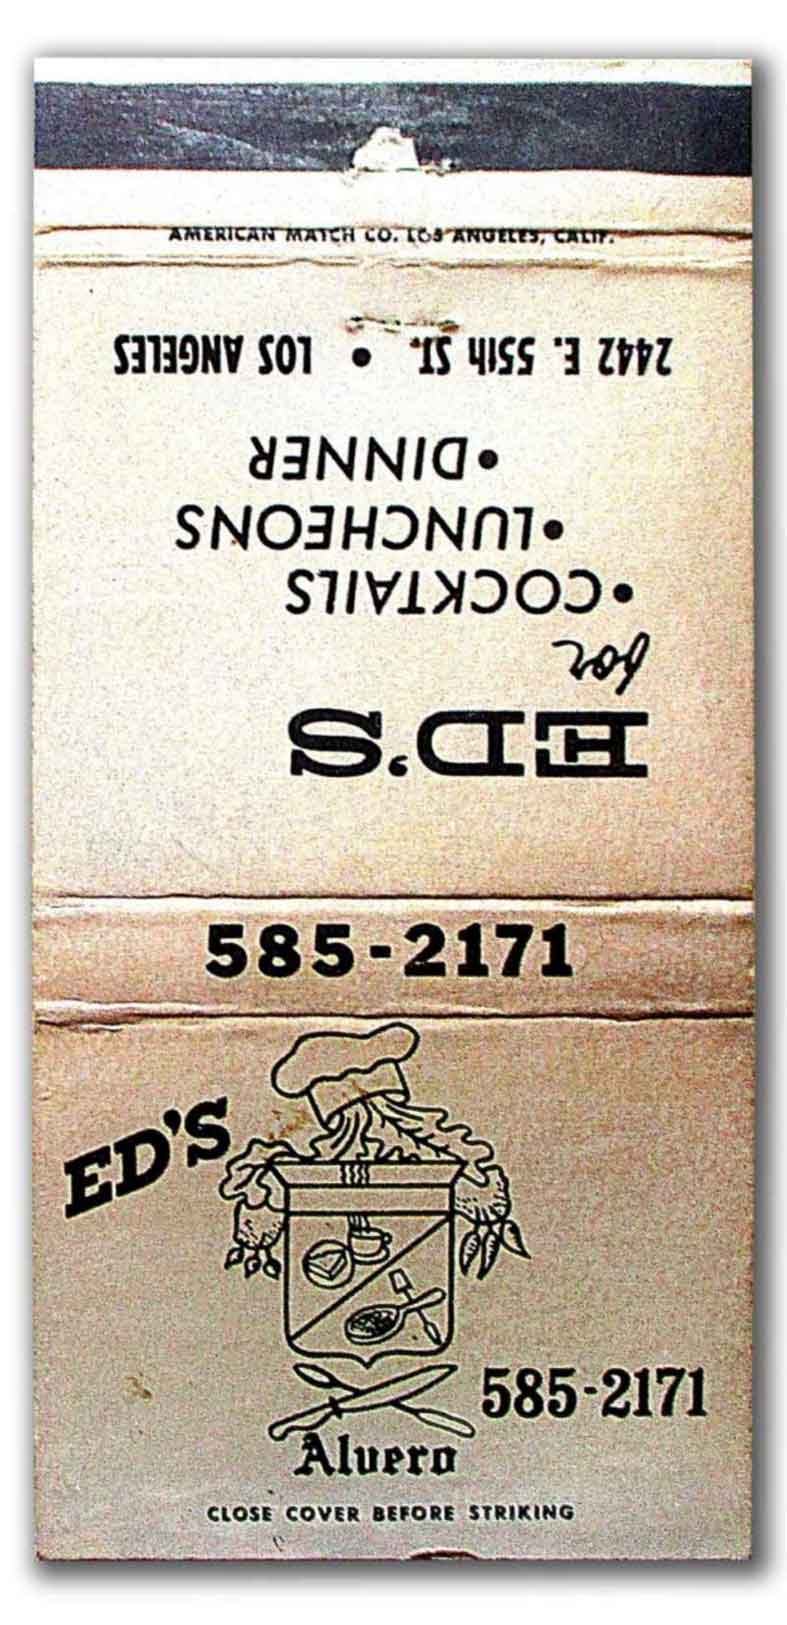 AMERICAN MATCH CO. LOS ANGELES, CALIF.
ED'S
for
• COCKTAILS
• LUNCHEONS
• DINNER
2442 E. 55th ST. • LOS ANGELES
585-2171
ED'S
585-2171
Alvero
CLOSE COVER BEFORE STRIKING